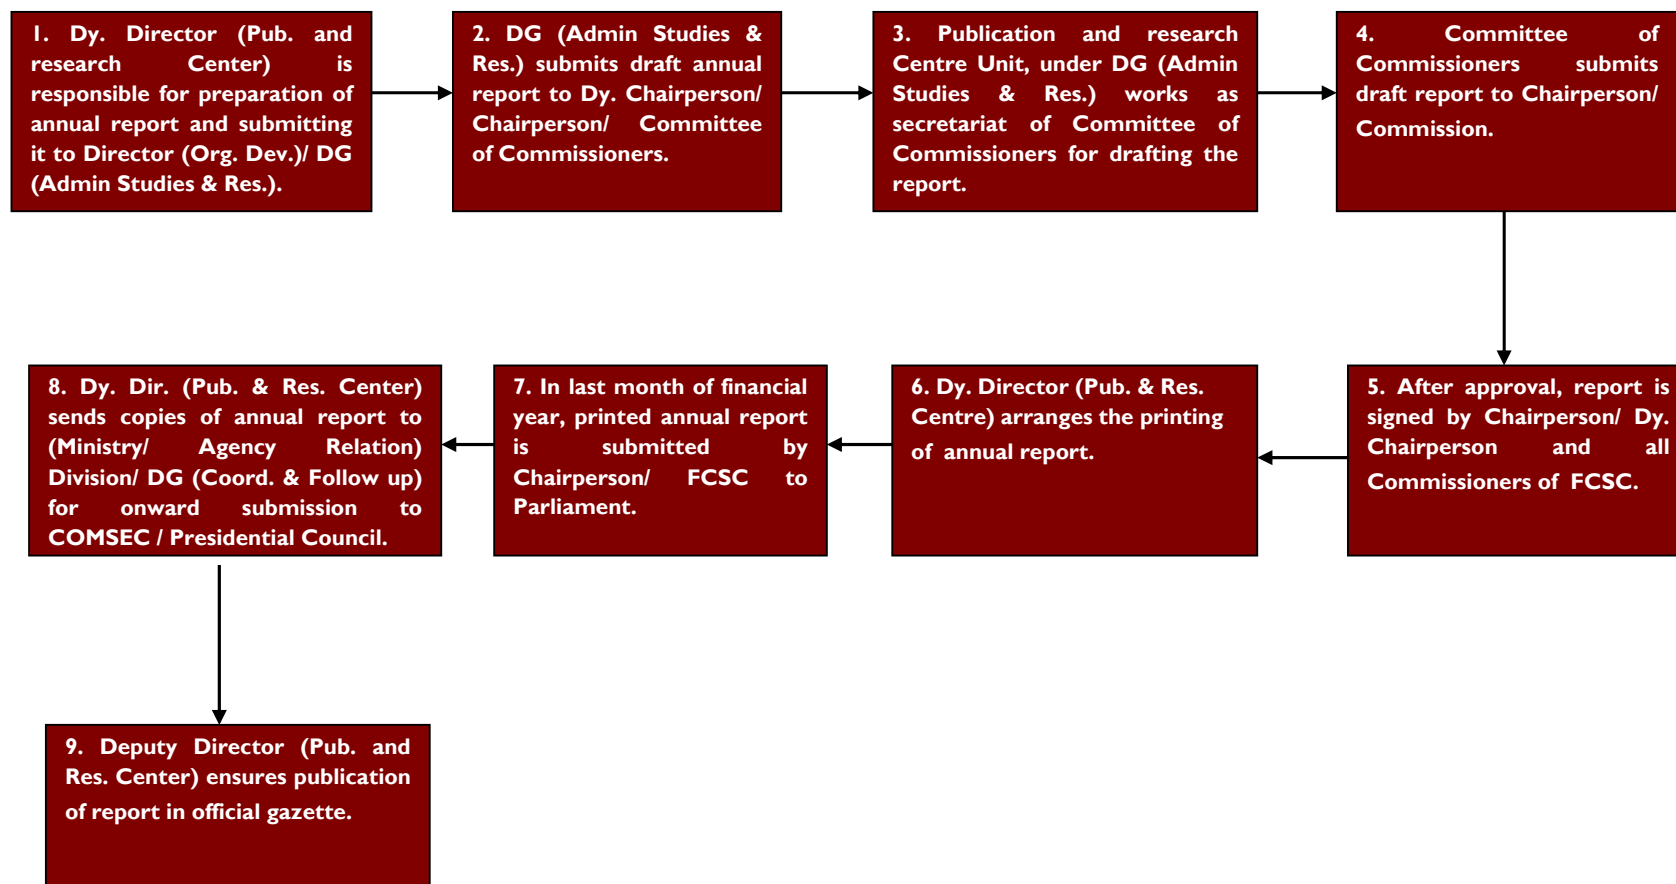 1. Dy. Director (Pub. and
research Center) is
responsible for preparation of
annual report and submitting
it to Director (Org. Dev.)/ DG
(Admin Studies & Res.).
2. DG (Admin Studies &
Res.) submits draft annual
report to Dy. Chairperson/
Chairperson/ Committee
of Commissioners.
3. Publication and research
Centre Unit, under DG (Admin
Studies & Res.) works as
secretariat of Committee of
Commissioners for drafting the
report.
4. Committee of
Commissioners submits
draft report to Chairperson/
Commission.
5. After approval, report is
signed by Chairperson/ Dy.
Chairperson and all
Commissioners of FCSC.
6. Dy. Director (Pub. & Res.
Centre) arranges the printing
of annual report.
7. In last month of financial
year, printed annual report
is submitted by
Chairperson/ FCSC to
Parliament.
8. Dy. Dir. (Pub. & Res. Center)
sends copies of annual report to
(Ministry/ Agency Relation)
Division/ DG (Coord. & Follow up)
for onward submission to
COMSEC / Presidential Council.
9. Deputy Director (Pub. and
Res. Center) ensures publication
of report in official gazette.